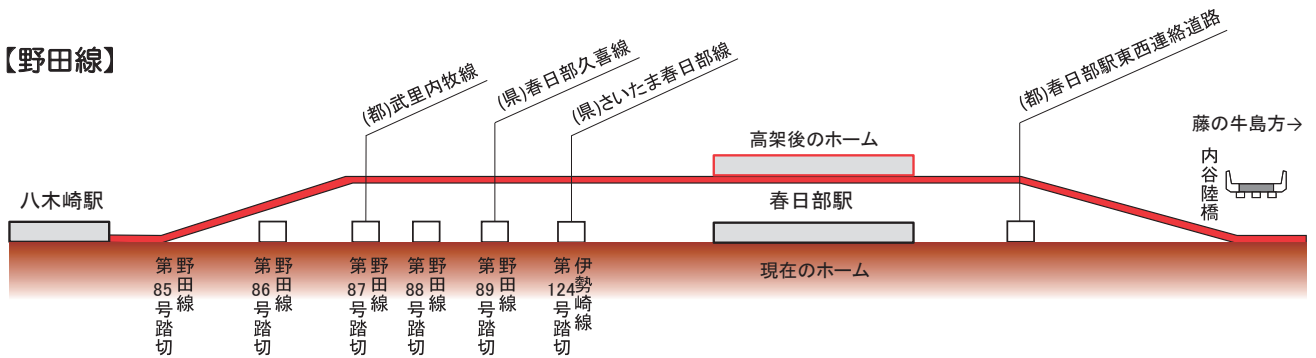 【野田線】
(都)武里内牧線
(県)春日部久喜線
(県)さいたま春日部線
(都)春日部駅東西連絡道路
藤の牛島方→
内谷陸橋
高架後のホーム
八木崎駅
春日部駅
現在のホーム
野田線
第85号踏切
野田線
第86号踏切
野田線
第87号踏切
野田線
第88号踏切
野田線
第89号踏切
伊勢崎線
第124号踏切